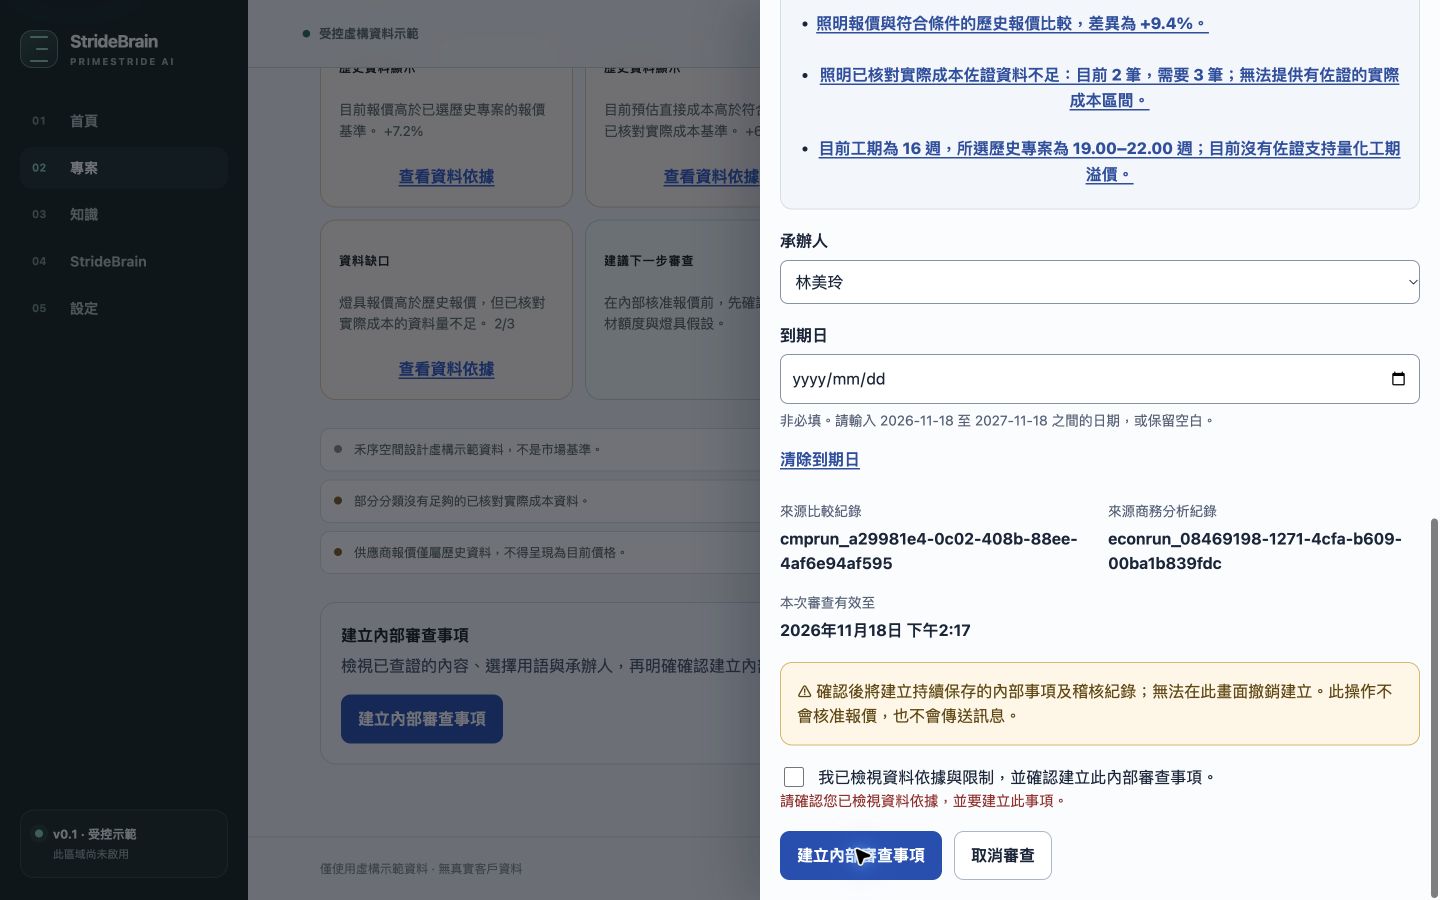 StrideBrain
PRIMESTRIDE AI
01 首頁
02 專案
03 知識
04 StrideBrain
05 設定
v0.1 · 受控示範
此區域尚未啟用
受控虛構資料示範
歷史資料顯示
目前報價高於已選歷史專案的報價
基準。 +7.2%
查看資料依據
歷史資料顯示
目前預估直接成本高於符合
已核對實際成本基準。 +6
查看資料依據
資料缺口
燈具報價高於歷史報價，但已核對
實際成本的資料量不足。 2/3
查看資料依據
建議下一步審查
在內部核准報價前，先確認
材額度與燈具假設。
禾序空間設計虛構示範資料，不是市場基準。
部分分類沒有足夠的已核對實際成本資料。
供應商報價僅屬歷史資料，不得呈現為目前價格。
建立內部審查事項
檢視已查證的內容、選擇用語與承辦人，再明確確認建立內部
建立內部審查事項
僅使用虛構示範資料 · 無真實客戶資料
照明報價與符合條件的歷史報價比較，差異為 +9.4%。
照明已核對實際成本佐證資料不足：目前 2 筆，需要 3 筆；無法提供有佐證的實際
成本區間。
目前工期為 16 週，所選歷史專案為 19.00–22.00 週；目前沒有佐證支持量化工期
溢價。
承辦人
林美玲
到期日
yyyy/mm/dd
非必填。請輸入 2026-11-18 至 2027-11-18 之間的日期，或保留空白。
清除到期日
來源比較紀錄
cmprun_a29981e4-0c02-408b-88ee-
4af6e94af595
來源商務分析紀錄
econrun_08469198-1271-4cfa-b609-
00ba1b839fdc
本次審查有效至
2026年11月18日 下午2:17
⚠ 確認後將建立持續保存的內部事項及稽核紀錄；無法在此畫面撤銷建立。此操作不
會核准報價，也不會傳送訊息。
我已檢視資料依據與限制，並確認建立此內部審查事項。
請確認您已檢視資料依據，並要建立此事項。
建立內部審查事項
取消審查